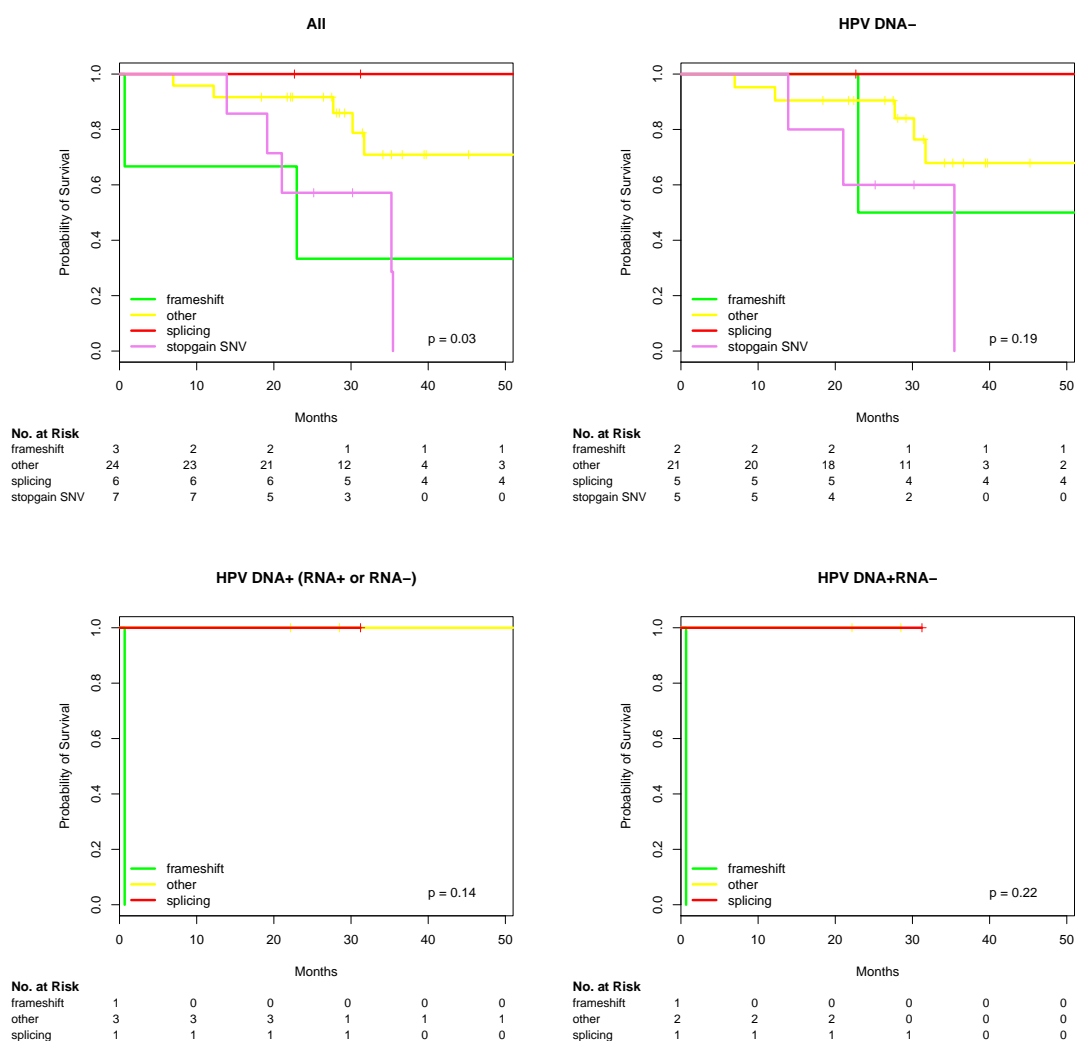 All
Probability of Survival
1.0
0.8
0.6
0.4
0.2
0.0
frameshift
other
splicing
stopgain SNV
p = 0.03
0 10 20 30 40 50
Months
No. at Risk
frameshift 3 2 2 1 1 1
other 24 23 21 12 4 3
splicing 6 6 6 5 4 4
stopgain SNV 7 7 5 3 0 0
HPV DNA−
Probability of Survival
1.0
0.8
0.6
0.4
0.2
0.0
frameshift
other
splicing
stopgain SNV
p = 0.19
0 10 20 30 40 50
Months
No. at Risk
frameshift 2 2 2 1 1 1
other 21 20 18 11 3 2
splicing 5 5 5 4 4 4
stopgain SNV 5 5 4 2 0 0
HPV DNA+ (RNA+ or RNA−)
Probability of Survival
1.0
0.8
0.6
0.4
0.2
0.0
frameshift
other
splicing
p = 0.14
0 10 20 30 40 50
Months
No. at Risk
frameshift 1 0 0 0 0 0
other 3 3 3 1 1 1
splicing 1 1 1 1 0 0
HPV DNA+RNA−
Probability of Survival
1.0
0.8
0.6
0.4
0.2
0.0
frameshift
other
splicing
p = 0.22
0 10 20 30 40 50
Months
No. at Risk
frameshift 1 0 0 0 0 0
other 2 2 2 0 0 0
splicing 1 1 1 1 0 0